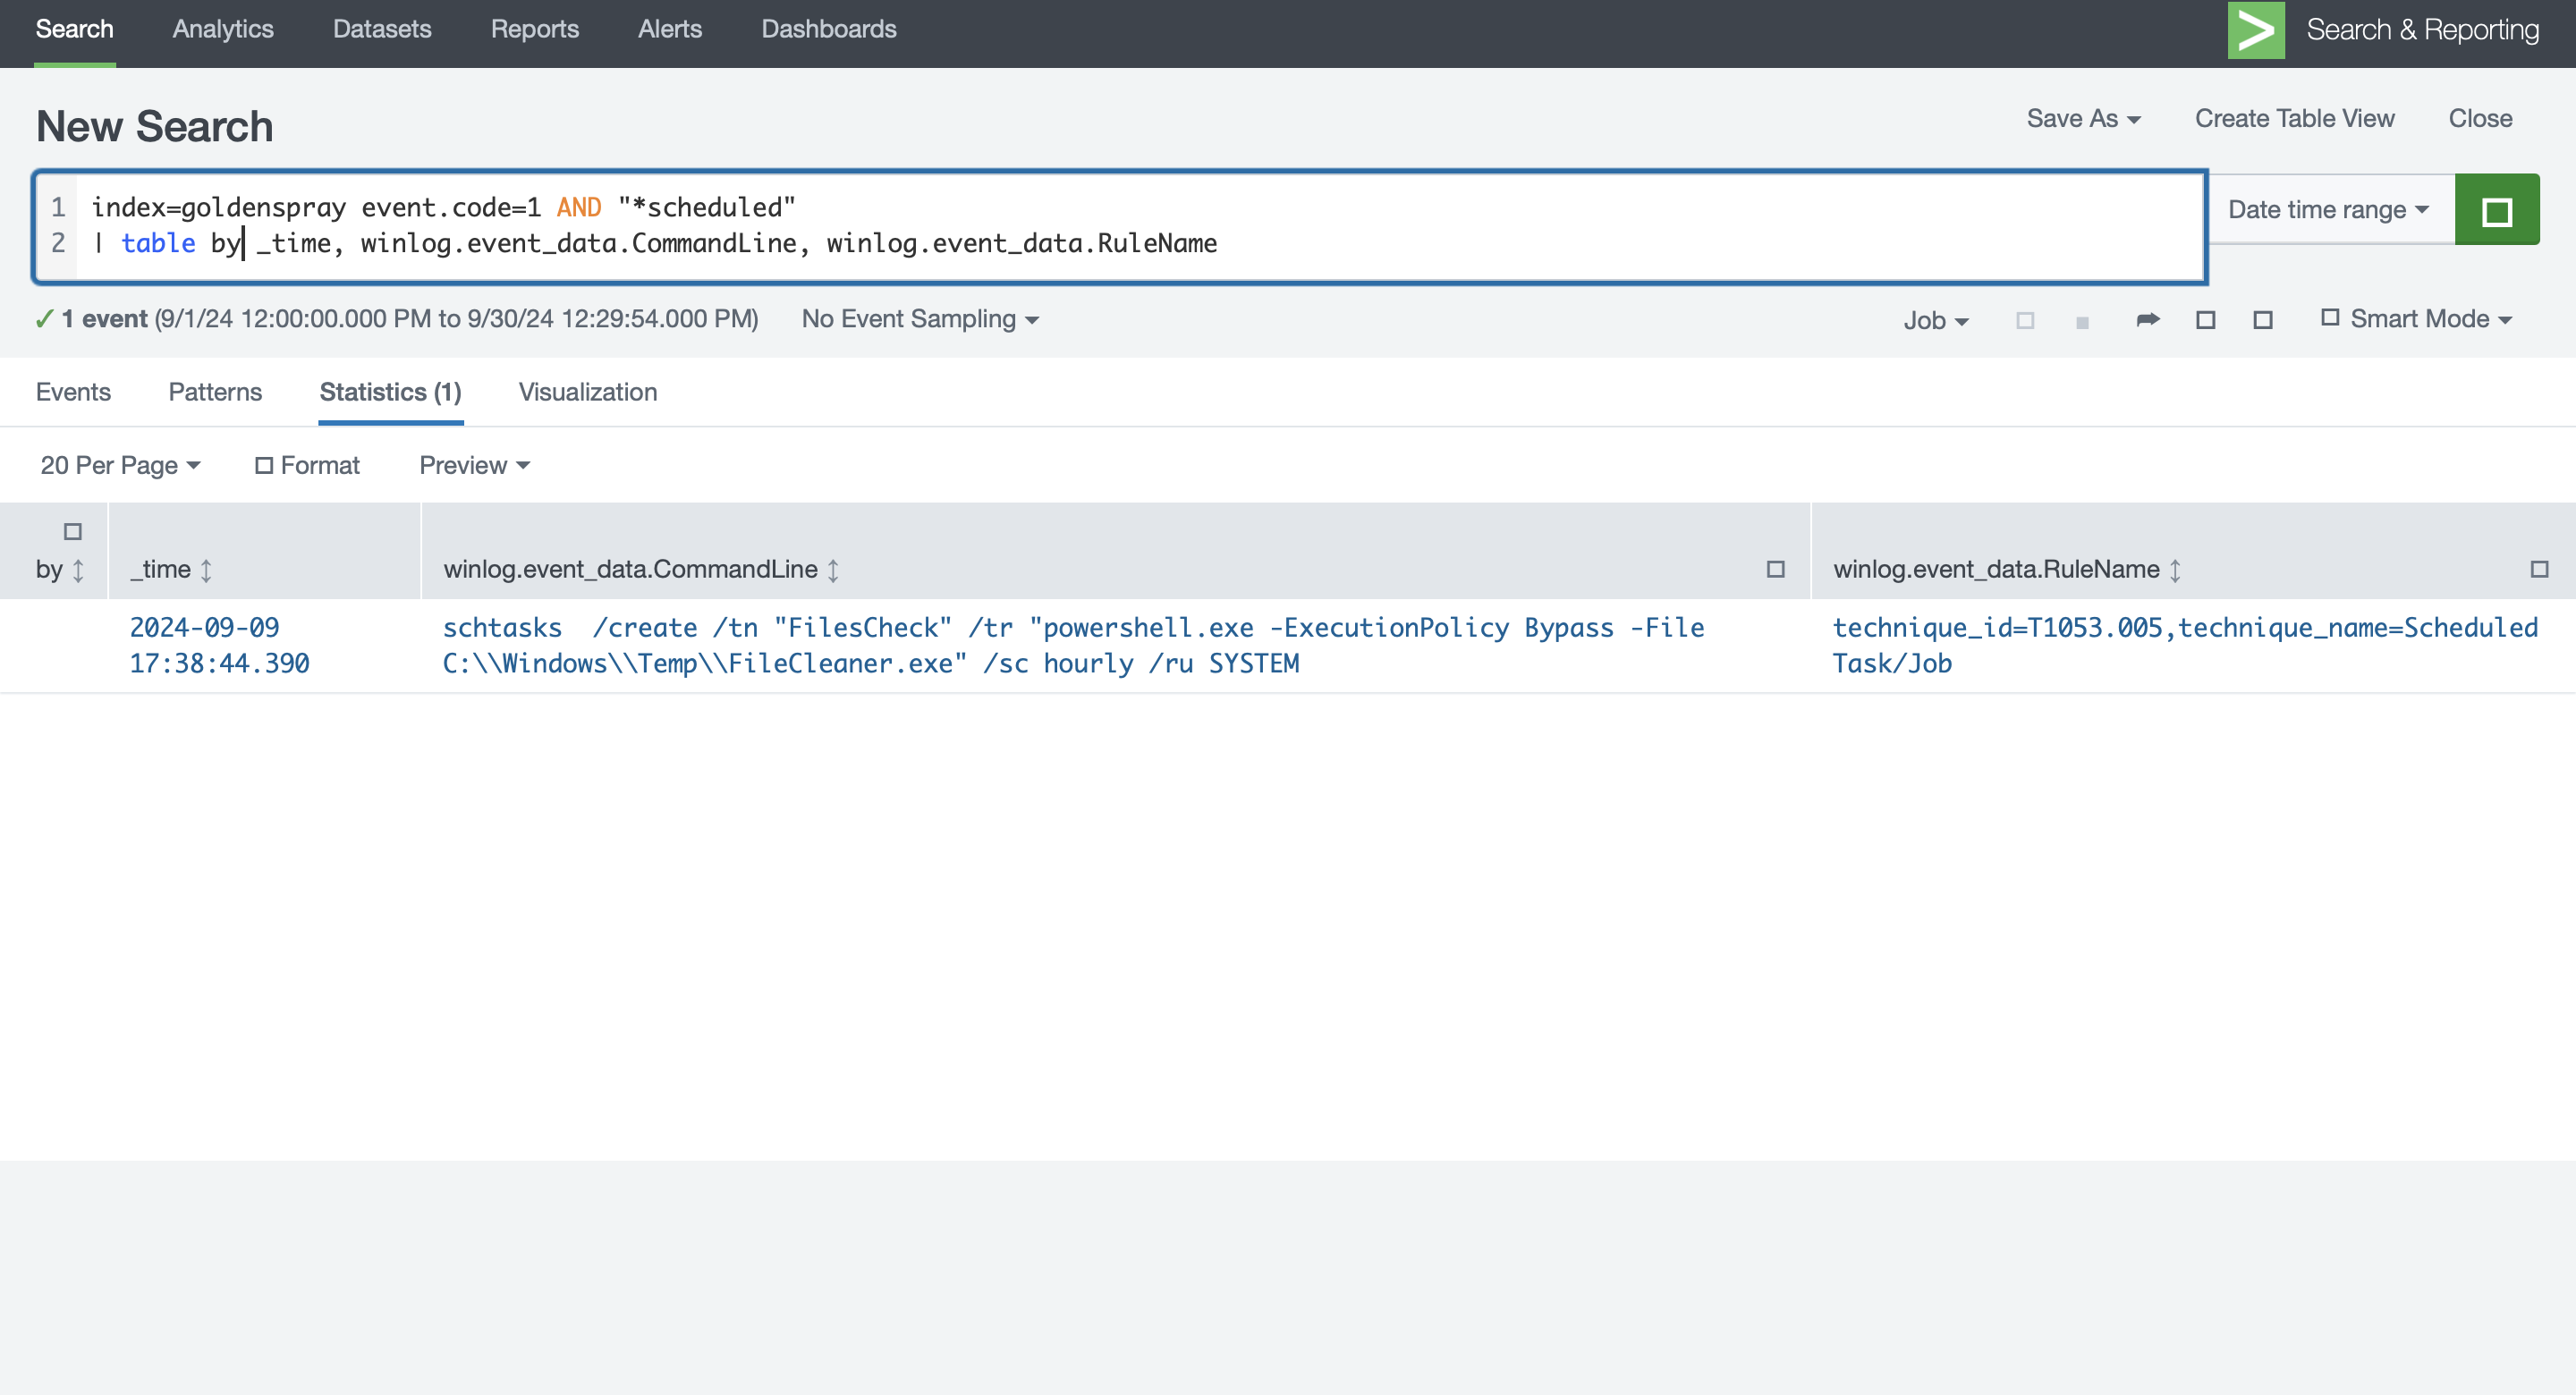 Search Analytics Datasets Reports Alerts Dashboards > Search & Reporting
New Search Save As Create Table View Close
1 index=goldenspray event.code=1 AND "*scheduled" Date time range
2 | table by _time, winlog.event_data.CommandLine, winlog.event_data.RuleName
✓ 1 event (9/1/24 12:00:00.000 PM to 9/30/24 12:29:54.000 PM) No Event Sampling Job Smart Mode
Events Patterns Statistics (1) Visualization
20 Per Page Format Preview
by _time winlog.event_data.CommandLine winlog.event_data.RuleName
2024-09-09 schtasks  /create /tn "FilesCheck" /tr "powershell.exe -ExecutionPolicy Bypass -File technique_id=T1053.005,technique_name=Scheduled
17:38:44.390 C:\\Windows\\Temp\\FileCleaner.exe" /sc hourly /ru SYSTEM Task/Job